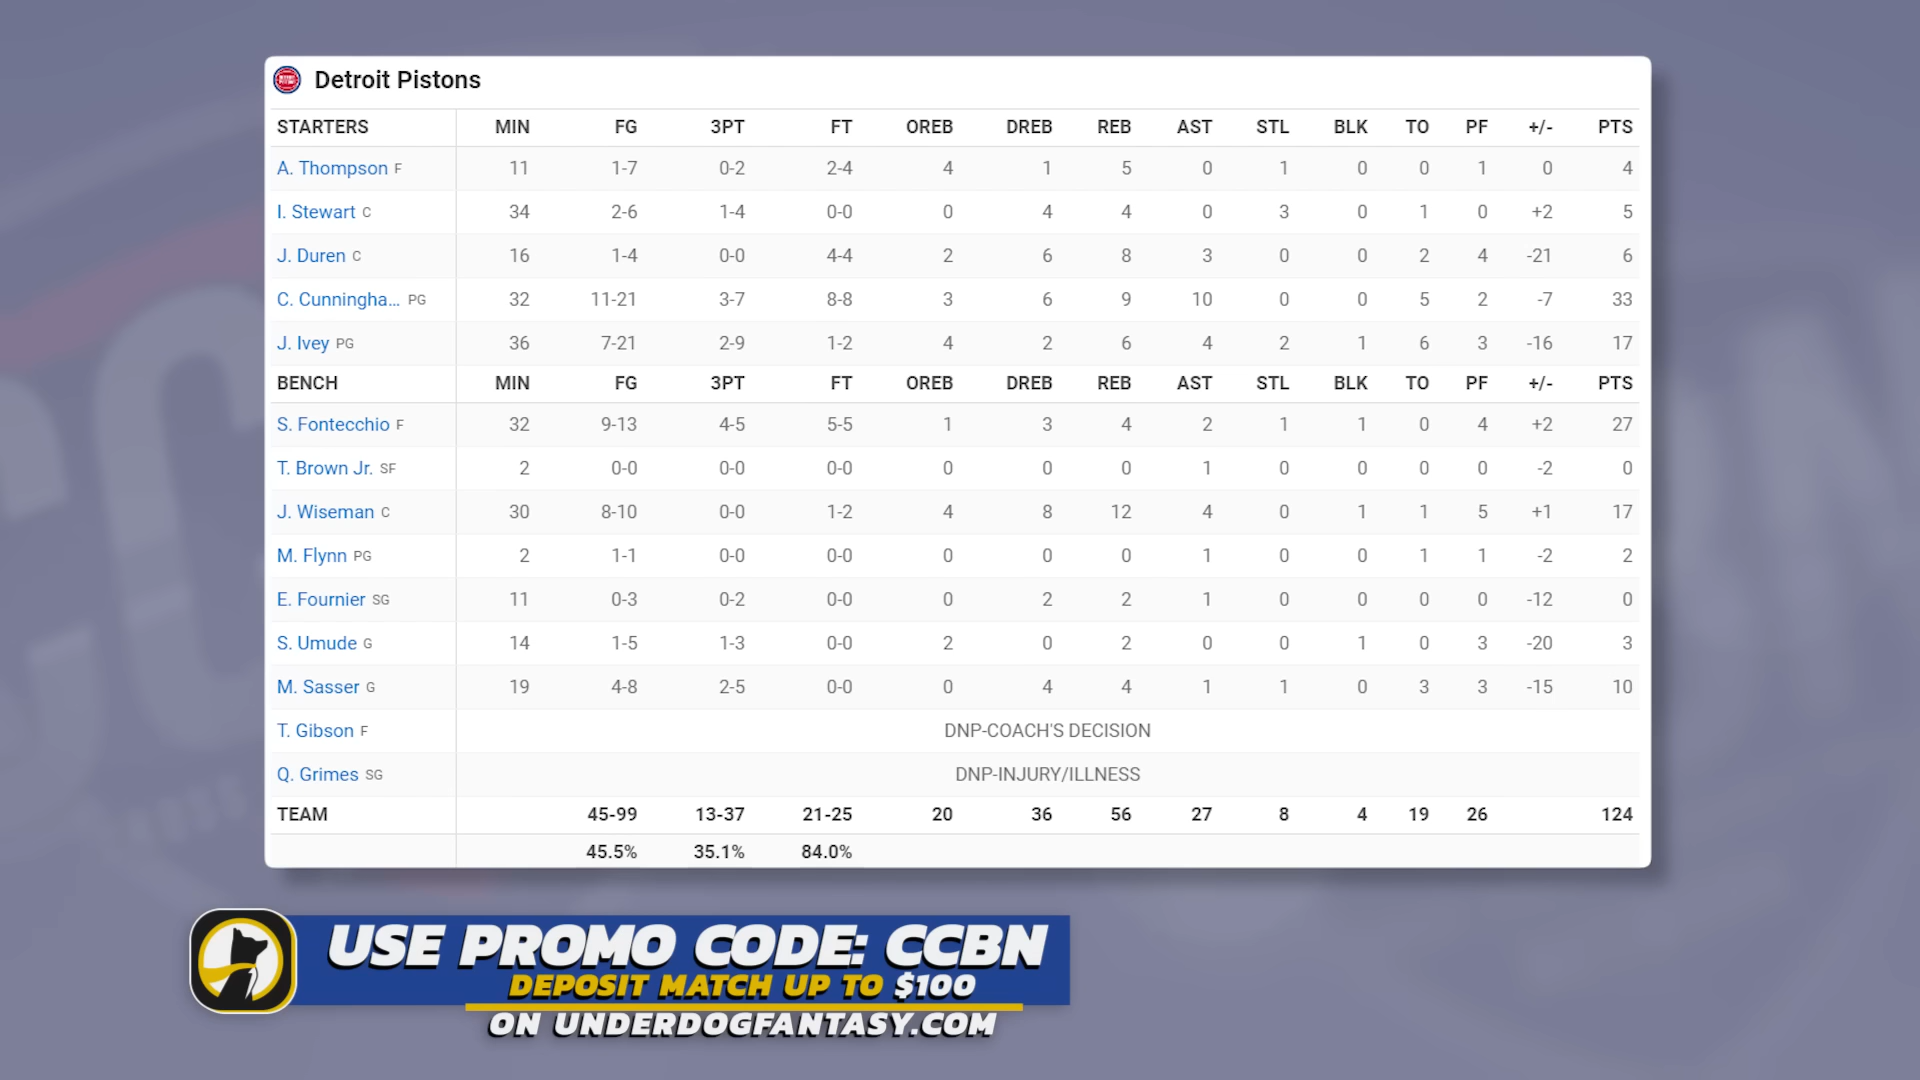 Detroit Pistons
STARTERS MIN FG 3PT FT OREB DREB REB AST STL BLK TO PF +/- PTS
A. Thompson F 11 1-7 0-2 2-4 4 1 5 0 1 0 0 1 0 4
I. Stewart C 34 2-6 1-4 0-0 0 4 4 0 3 0 1 0 +2 5
J. Duren C 16 1-4 0-0 4-4 2 6 8 3 0 0 2 4 -21 6
C. Cunningha... PG 32 11-21 3-7 8-8 3 6 9 10 0 0 5 2 -7 33
J. Ivey PG 36 7-21 2-9 1-2 4 2 6 4 2 1 6 3 -16 17
BENCH MIN FG 3PT FT OREB DREB REB AST STL BLK TO PF +/- PTS
S. Fontecchio F 32 9-13 4-5 5-5 1 3 4 2 1 1 0 4 +2 27
T. Brown Jr. SF 2 0-0 0-0 0-0 0 0 0 1 0 0 0 0 -2 0
J. Wiseman C 30 8-10 0-0 1-2 4 8 12 4 0 1 1 5 +1 17
M. Flynn PG 2 1-1 0-0 0-0 0 0 0 1 0 0 1 1 -2 2
E. Fournier SG 11 0-3 0-2 0-0 0 2 2 1 0 0 0 0 -12 0
S. Umude G 14 1-5 1-3 0-0 2 0 2 0 0 1 0 3 -20 3
M. Sasser G 19 4-8 2-5 0-0 0 4 4 1 1 0 3 3 -15 10
T. Gibson F DNP-COACH'S DECISION
Q. Grimes SG DNP-INJURY/ILLNESS
TEAM 45-99 13-37 21-25 20 36 56 27 8 4 19 26 124
45.5% 35.1% 84.0%
USE PROMO CODE: CCBN
DEPOSIT MATCH UP TO $100
ON UNDERDOGFANTASY.COM